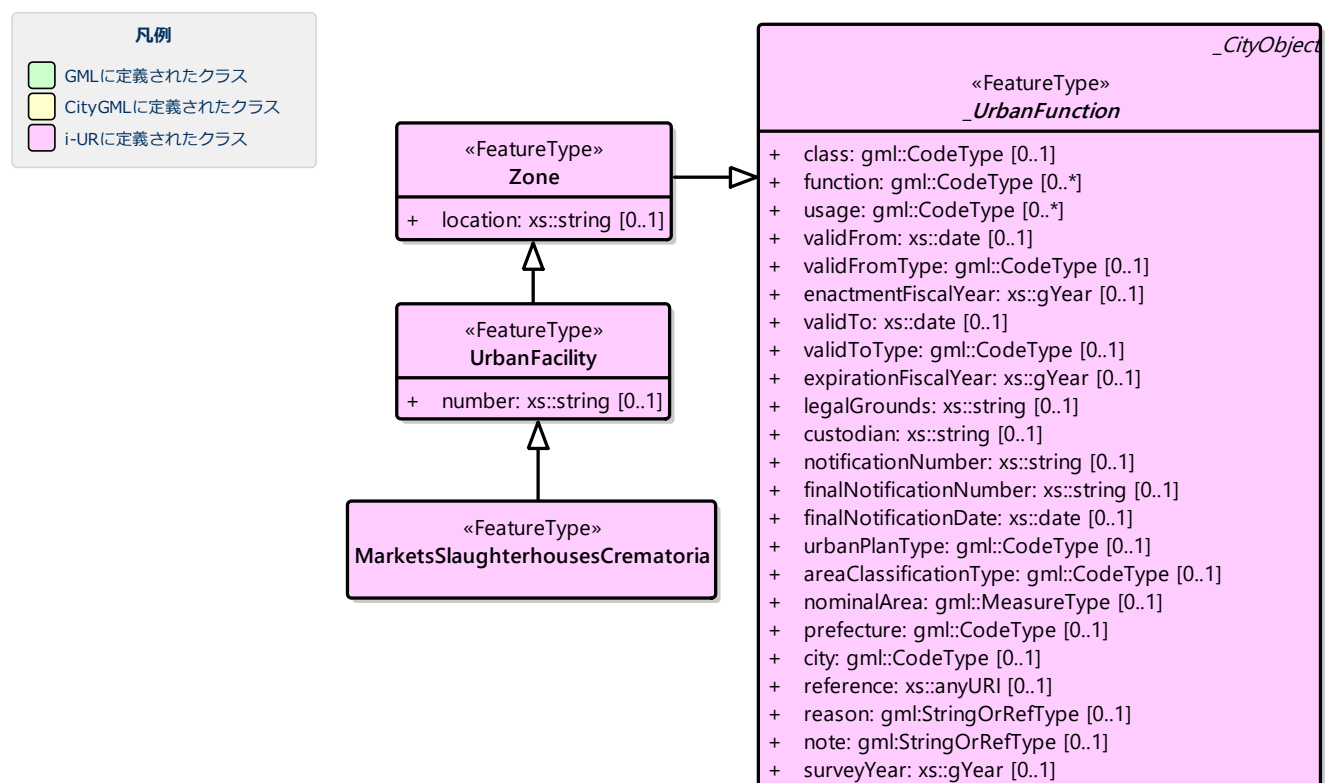 凡例
GMLに定義されたクラス
CityGMLに定義されたクラス
i-URに定義されたクラス
«FeatureType»
Zone
+ location: xs::string [0..1]
«FeatureType»
UrbanFacility
+ number: xs::string [0..1]
«FeatureType»
MarketsSlaughterhousesCrematoria
_CityObject
«FeatureType»
_UrbanFunction
+ class: gml::CodeType [0..1]
+ function: gml::CodeType [0..*]
+ usage: gml::CodeType [0..*]
+ validFrom: xs::date [0..1]
+ validFromType: gml::CodeType [0..1]
+ enactmentFiscalYear: xs::gYear [0..1]
+ validTo: xs::date [0..1]
+ validToType: gml::CodeType [0..1]
+ expirationFiscalYear: xs::gYear [0..1]
+ legalGrounds: xs::string [0..1]
+ custodian: xs::string [0..1]
+ notificationNumber: xs::string [0..1]
+ finalNotificationNumber: xs::string [0..1]
+ finalNotificationDate: xs::date [0..1]
+ urbanPlanType: gml::CodeType [0..1]
+ areaClassificationType: gml::CodeType [0..1]
+ nominalArea: gml::MeasureType [0..1]
+ prefecture: gml::CodeType [0..1]
+ city: gml::CodeType [0..1]
+ reference: xs::anyURI [0..1]
+ reason: gml:StringOrRefType [0..1]
+ note: gml:StringOrRefType [0..1]
+ surveyYear: xs::gYear [0..1]